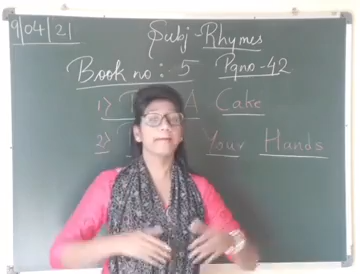 9/04/21
Subj - Rhymes
Book no : 5 Pgno - 42
1) Cake
2) Your Hands